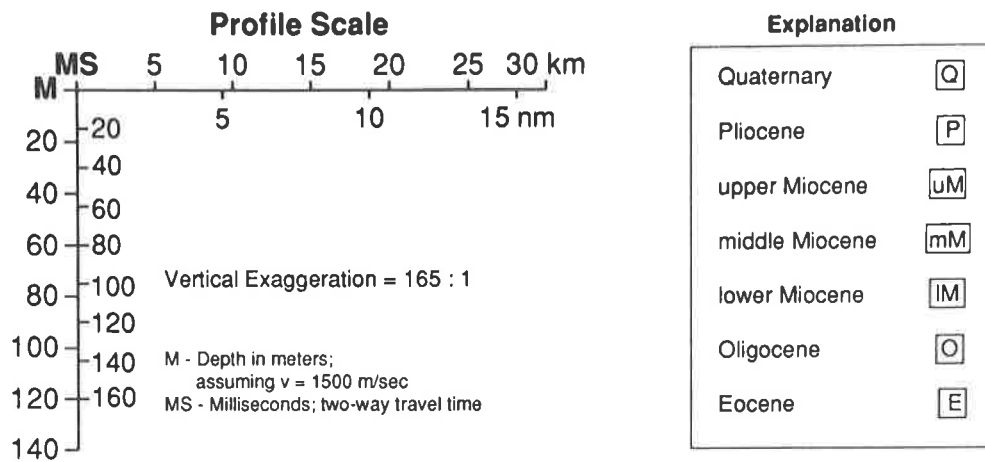 Profile Scale
MS 5 10 15 20 25 30 km
M
5 10 15 nm
20
20
40
40
60
60
80
80
100
100
120
120
140
160
140
Vertical Exaggeration = 165 : 1
M - Depth in meters;
assuming v = 1500 m/sec
MS - Milliseconds; two-way travel time
Explanation
Quaternary Q
Pliocene P
upper Miocene uM
middle Miocene mM
lower Miocene lM
Oligocene O
Eocene E